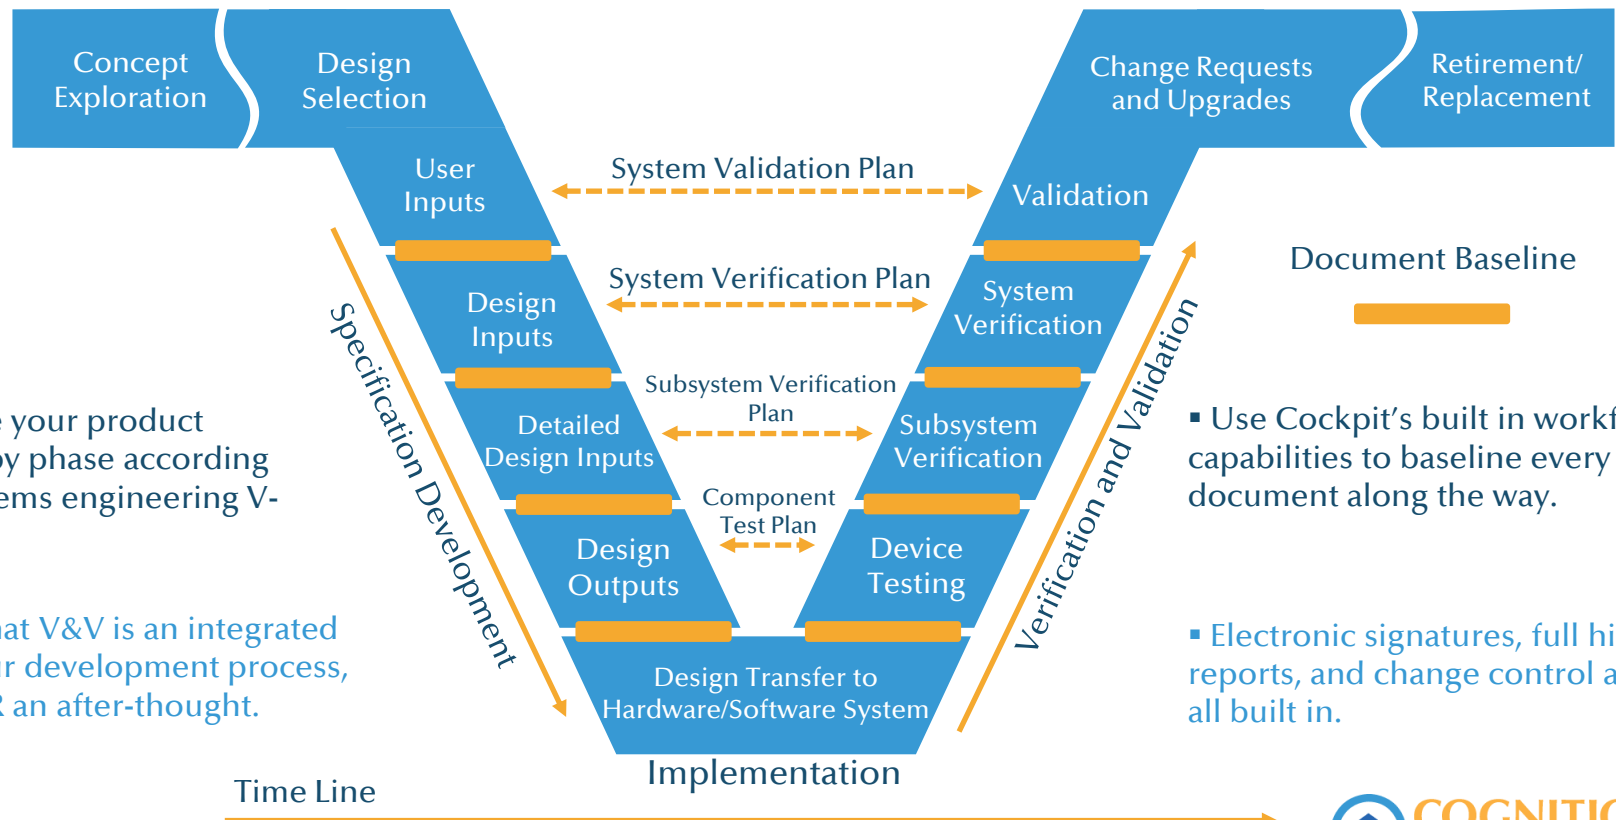 Concept
Exploration
Design
Selection
Change Requests
and Upgrades
Retirement/
Replacement
User
Inputs
System Validation Plan
Validation
Design
Inputs
System Verification Plan
System
Verification
Document Baseline
Detailed
Design Inputs
Subsystem Verification
Plan
Subsystem
Verification
Design
Outputs
Component
Test Plan
Device
Testing
Design Transfer to
Hardware/Software System
Implementation
Specification Development
Verification and Validation
your product
phase according
engineering V-
V&V is an integrated
development process,
an after-thought.
▪ Use Cockpit's built in
capabilities to baseline every
document along the way.
▪ Electronic signatures, full
reports, and change control
all built in.
Time Line